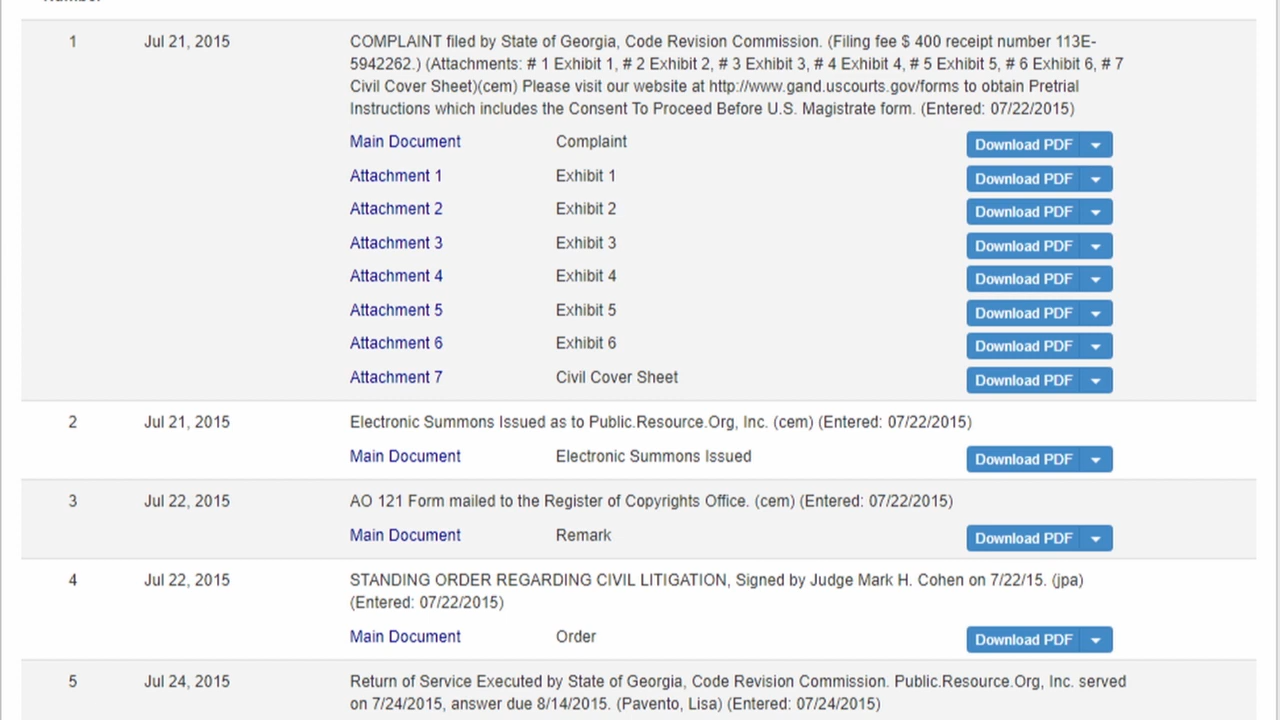 1 Jul 21, 2015 COMPLAINT filed by State of Georgia, Code Revision Commission. (Filing fee $ 400 receipt number 113E-
5942262.) (Attachments: # 1 Exhibit 1, # 2 Exhibit 2, # 3 Exhibit 3, # 4 Exhibit 4, # 5 Exhibit 5, # 6 Exhibit 6, # 7
Civil Cover Sheet)(cem) Please visit our website at http://www.gand.uscourts.gov/forms to obtain Pretrial
Instructions which includes the Consent To Proceed Before U.S. Magistrate form. (Entered: 07/22/2015)
Main Document Complaint Download PDF
Attachment 1 Exhibit 1 Download PDF
Attachment 2 Exhibit 2 Download PDF
Attachment 3 Exhibit 3 Download PDF
Attachment 4 Exhibit 4 Download PDF
Attachment 5 Exhibit 5 Download PDF
Attachment 6 Exhibit 6 Download PDF
Attachment 7 Civil Cover Sheet Download PDF
2 Jul 21, 2015 Electronic Summons Issued as to Public.Resource.Org, Inc. (cem) (Entered: 07/22/2015)
Main Document Electronic Summons Issued Download PDF
3 Jul 22, 2015 AO 121 Form mailed to the Register of Copyrights Office. (cem) (Entered: 07/22/2015)
Main Document Remark Download PDF
4 Jul 22, 2015 STANDING ORDER REGARDING CIVIL LITIGATION, Signed by Judge Mark H. Cohen on 7/22/15. (jpa)
(Entered: 07/22/2015)
Main Document Order Download PDF
5 Jul 24, 2015 Return of Service Executed by State of Georgia, Code Revision Commission. Public.Resource.Org, Inc. served
on 7/24/2015, answer due 8/14/2015. (Pavento, Lisa) (Entered: 07/24/2015)